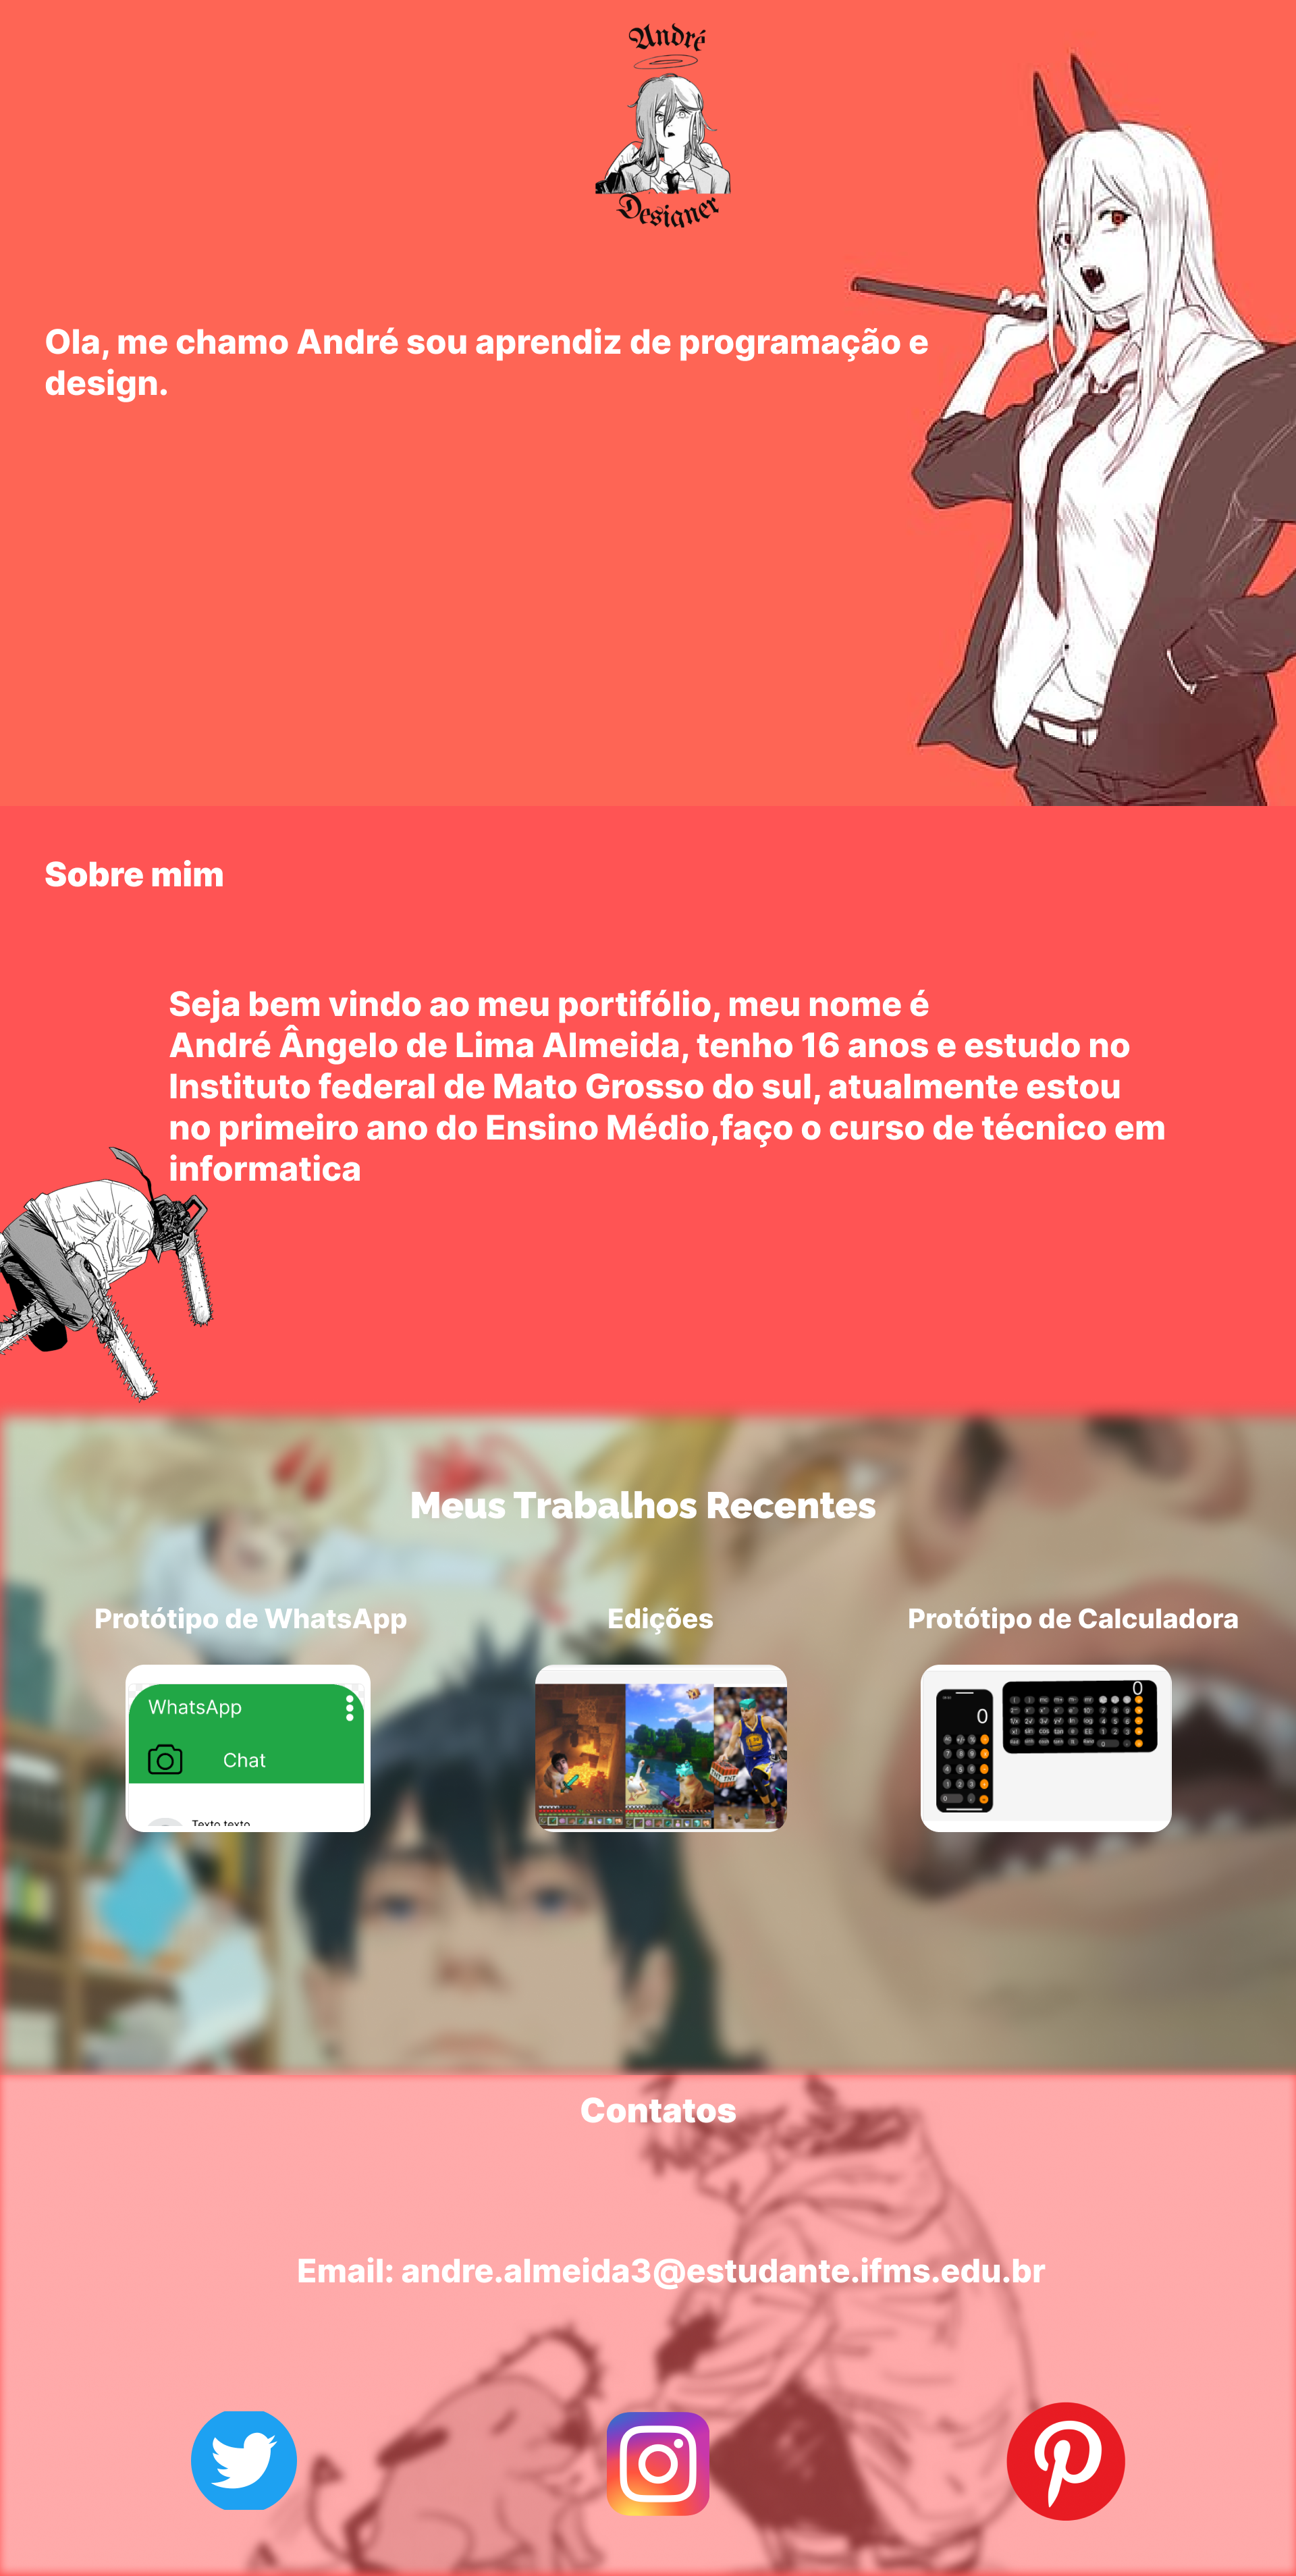 André
Designer
Ola, me chamo André sou aprendiz de programação e
design.
Sobre mim
Seja bem vindo ao meu portifólio, meu nome é
André Ângelo de Lima Almeida, tenho 16 anos e estudo no
Instituto federal de Mato Grosso do sul, atualmente estou
no primeiro ano do Ensino Médio,faço o curso de técnico em
informatica
Meus Trabalhos Recentes
Protótipo de WhatsApp
Edições
Protótipo de Calculadora
WhatsApp
Chat
Texto texto
TNT TNT
0
0
Contatos
Email: andre.almeida3@estudante.ifms.edu.br